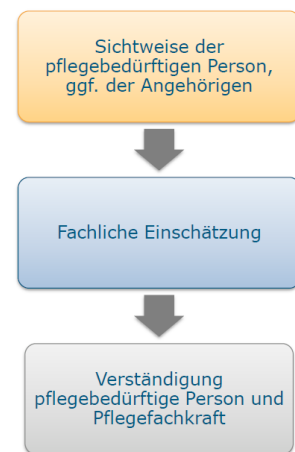 Sichtweise der
pflegebedürftigen Person,
ggf. der Angehörigen
Fachliche Einschätzung
Verständigung
pflegebedürftige Person und
Pflegefachkraft